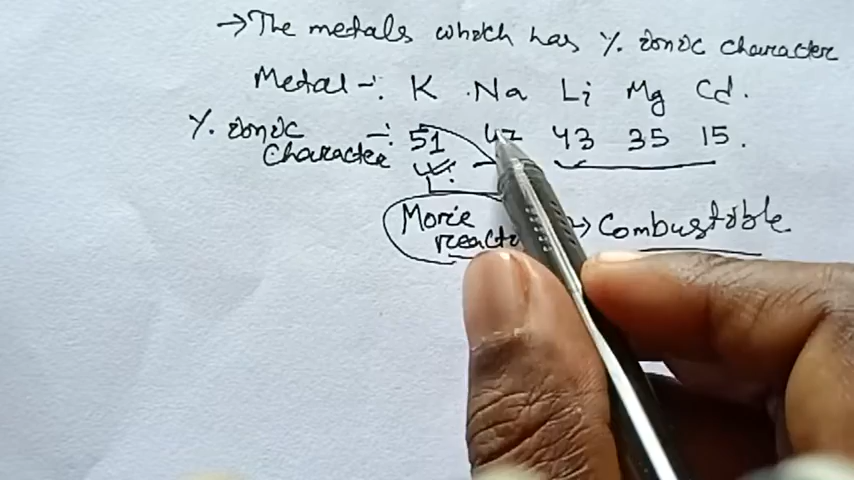 → The metals which has % ionic character
Metal -: K Na Li Mg Cd.
% ionic -: 51 47 43 35 15.
character
More → Combustible